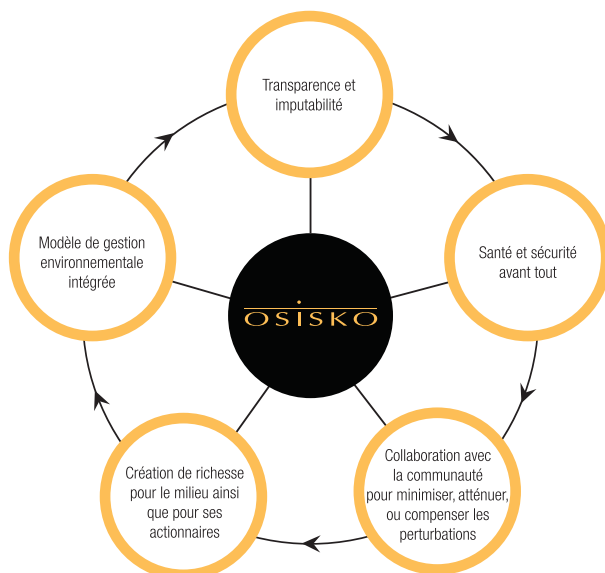 Transparence et
imputabilité
Santé et sécurité
avant tout
Collaboration avec
la communauté
pour minimiser, atténuer,
ou compenser les
perturbations
Création de richesse
pour le milieu ainsi
que pour ses
actionnaires
Modèle de gestion
environnementale
intégrée
OSISKO